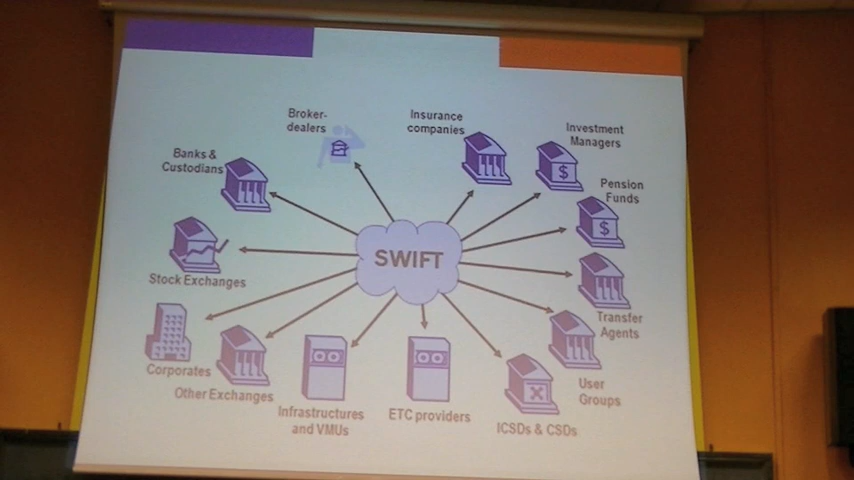 Broker-
dealers
Insurance
companies
Investment
Managers
Banks &
Custodians
Pension
Funds
SWIFT
Stock Exchanges
Transfer
Agents
Corporates
Other Exchanges
User
Groups
Infrastructures
and VMUs
ETC providers
ICSDs & CSDs
$
$